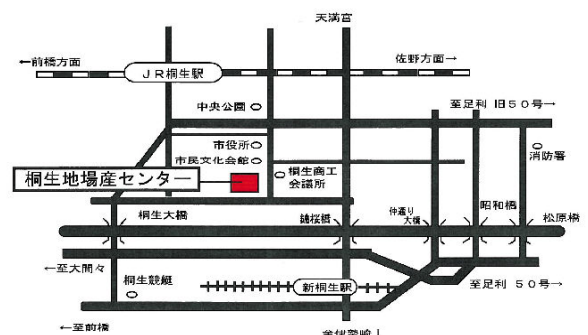 天満宮
←前橋方面
佐野方面→
ＪＲ桐生駅
中央公園
至足利 旧５０号→
市役所
市民文化会館
消防署
桐生商工
会議所
桐生地場産センター
桐生大橋
錦桜橋
仲通り
大橋
昭和橋
松原橋
←至大間々
桐生競艇
新桐生駅
至足利 ５０号→
←至前橋